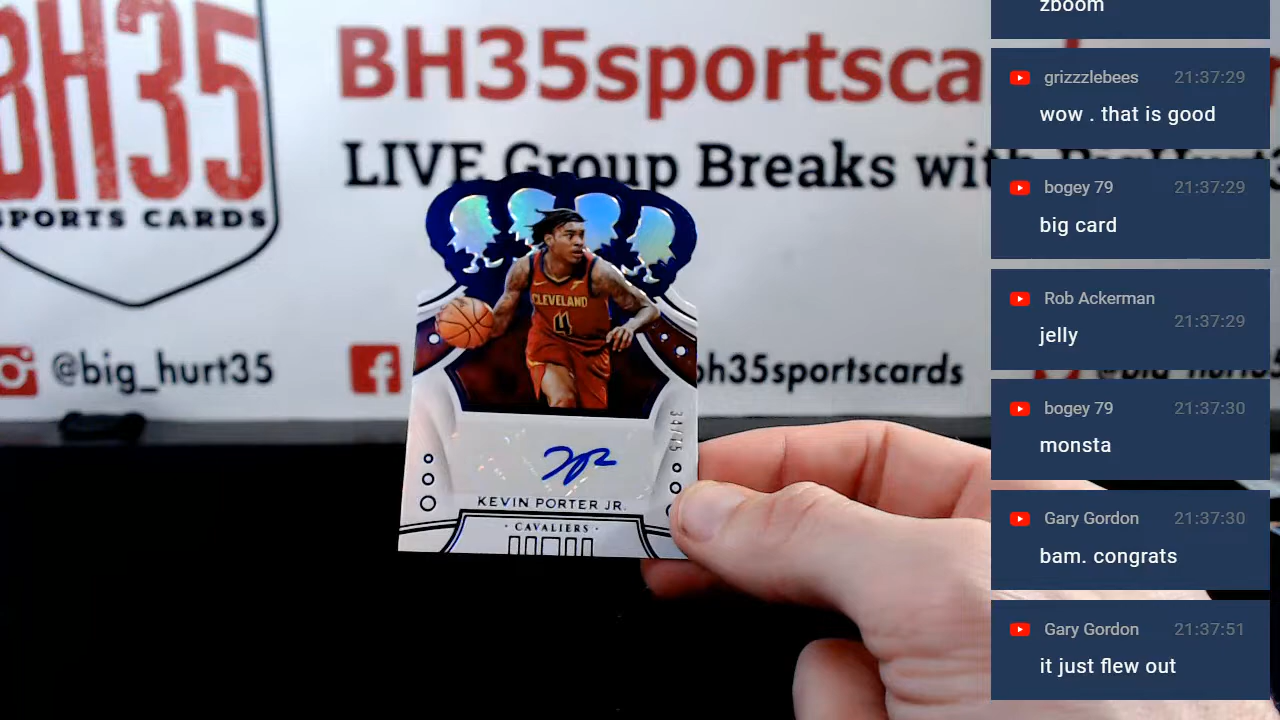 BH35
SPORTS CARDS
BH35sportsca
LIVE Group Breaks with
@big_hurt35
bh35sportscards
CLEVELAND
4
34/75
KEVIN PORTER JR.
· CAVALIERS ·
zboom
grizzzlebees 21:37:29
wow . that is good
bogey 79 21:37:29
big card
Rob Ackerman 21:37:29
jelly
bogey 79 21:37:30
monsta
Gary Gordon 21:37:30
bam. congrats
Gary Gordon 21:37:51
it just flew out